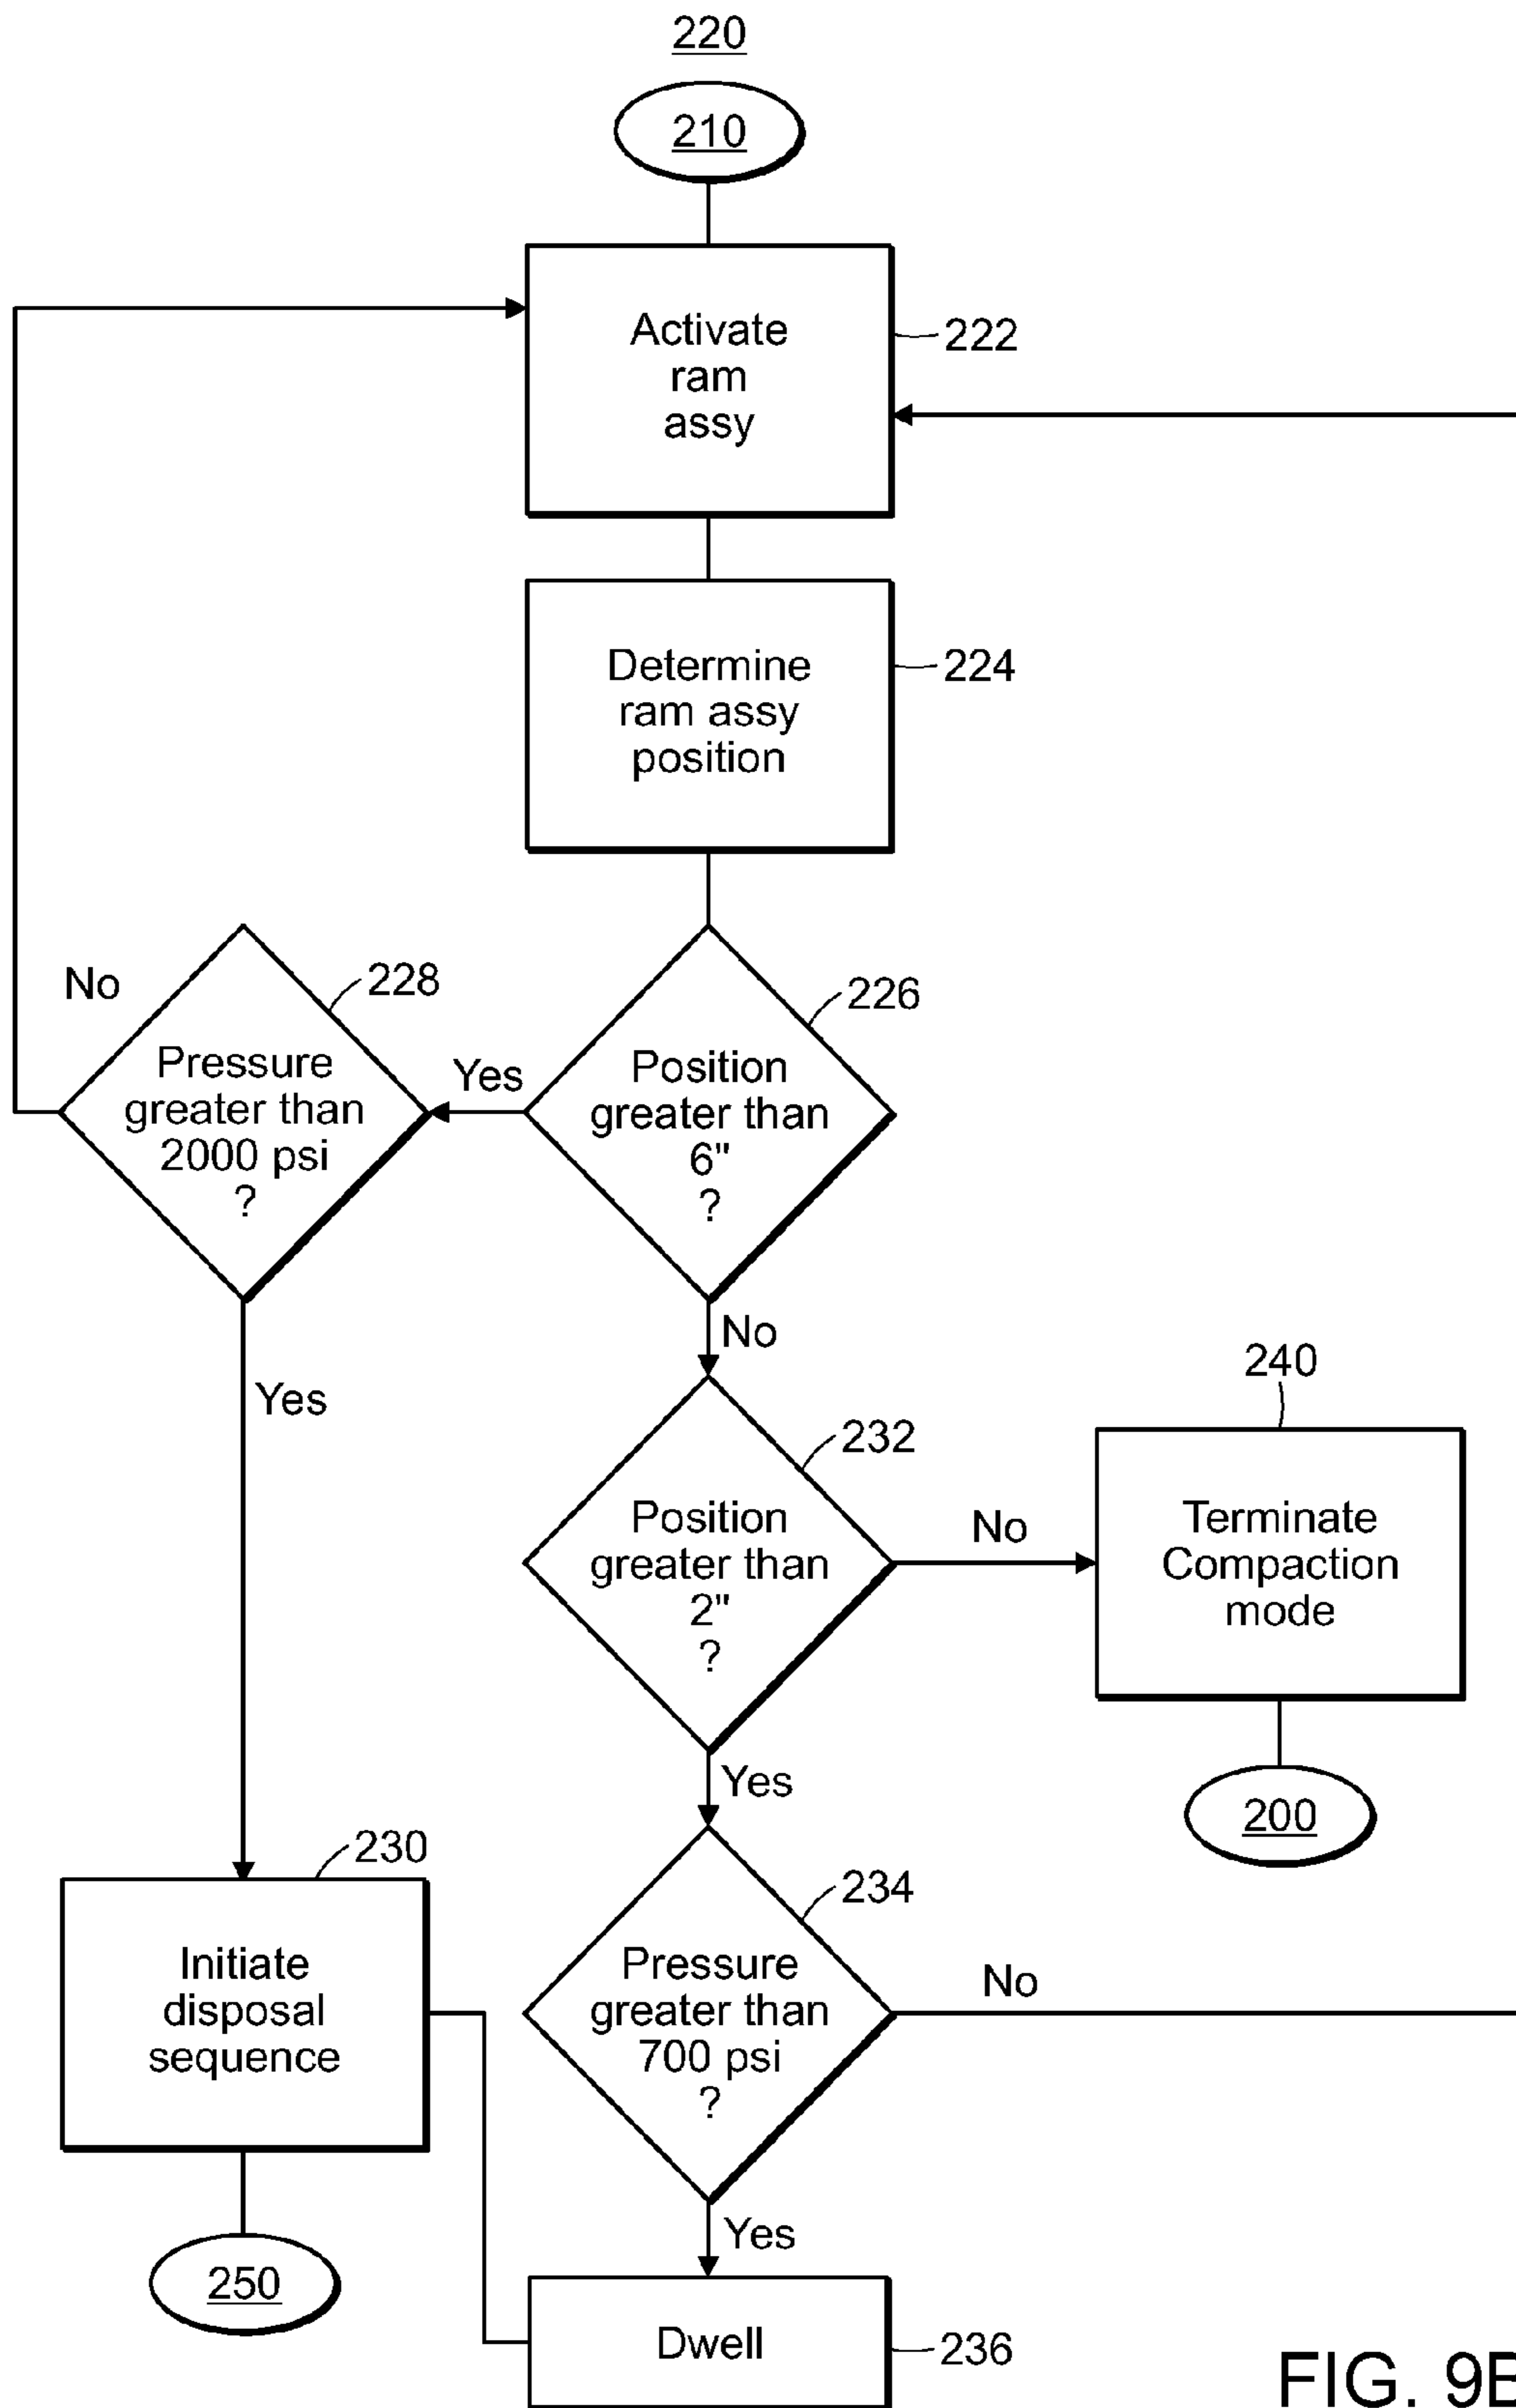 220
210
Activate
ram
assy
222
Determine
ram assy
position
224
No
228
Pressure
greater than
2000 psi
?
Yes
226
Position
greater than
6"
?
No
Yes
232
Position
greater than
2"
?
No
240
Terminate
Compaction
mode
200
Yes
230
Initiate
disposal
sequence
250
234
Pressure
greater than
700 psi
?
No
Yes
Dwell
236
FIG. 9B